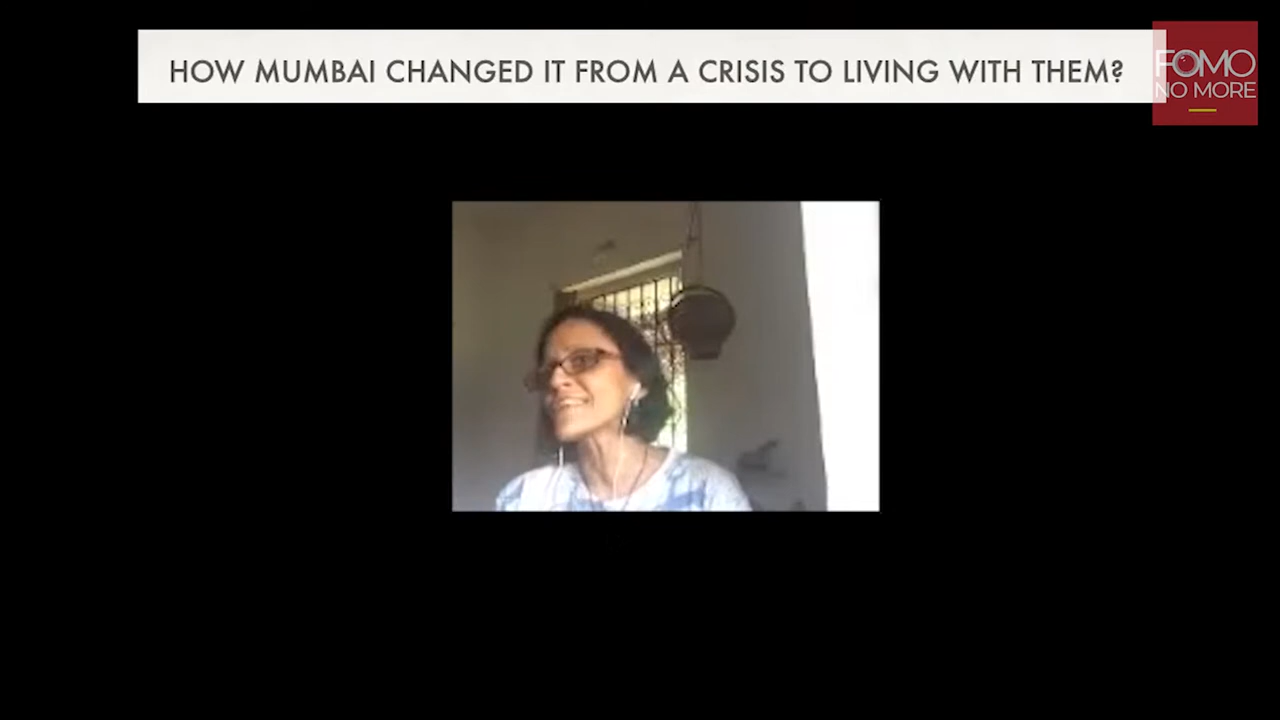 HOW MUMBAI CHANGED IT FROM A CRISIS TO LIVING WITH THEM?
FOMO
NO MORE